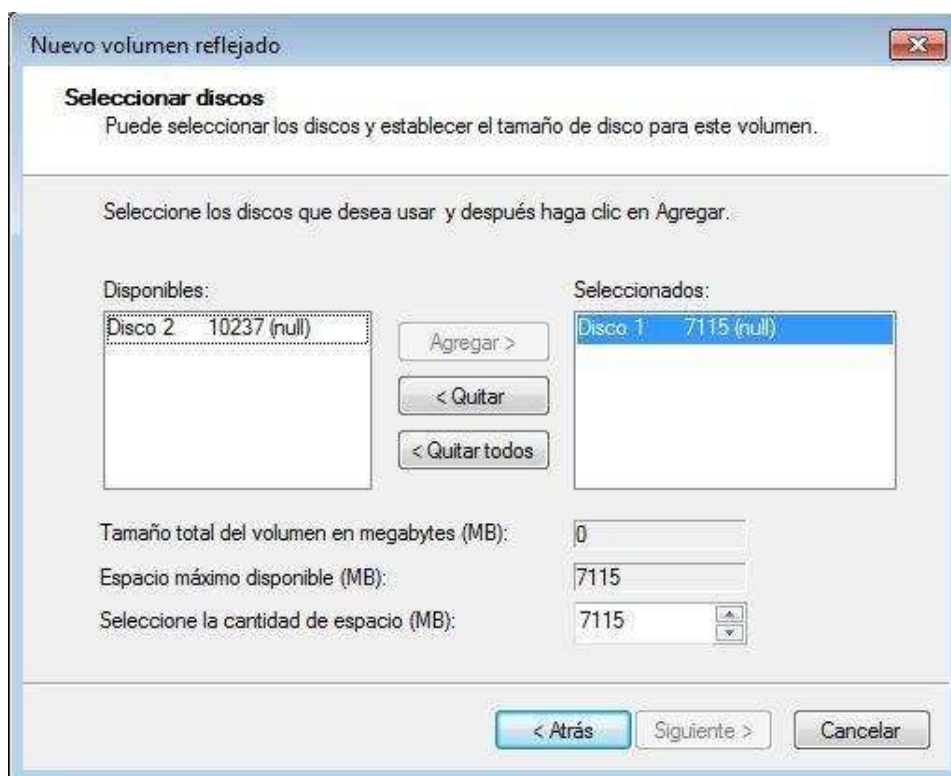 Nuevo volumen reflejado
Seleccionar discos
Puede seleccionar los discos y establecer el tamaño de disco para este volumen.
Seleccione los discos que desea usar y después haga clic en Agregar.
Disponibles:
Disco 2 10237 (null)
Agregar >
< Quitar
< Quitar todos
Seleccionados:
Disco 1 7115 (null)
Tamaño total del volumen en megabytes (MB): 0
Espacio máximo disponible (MB): 7115
Seleccione la cantidad de espacio (MB): 7115
< Atrás Siguiente > Cancelar